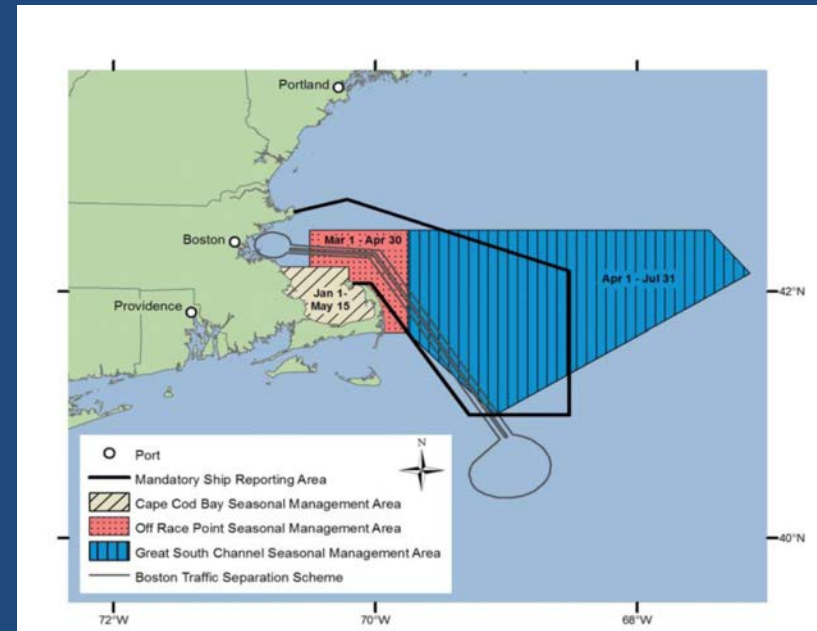 Portland
Boston
Mar 1 - Apr 30
Apr 1 - Jul 31
42°N
Jan 1-
May 15
Providence
N
Port
Mandatory Ship Reporting Area
Cape Cod Bay Seasonal Management Area
Off Race Point Seasonal Management Area
Great South Channel Seasonal Management Area
Boston Traffic Separation Scheme
40°N
72°W
70°W
68°W